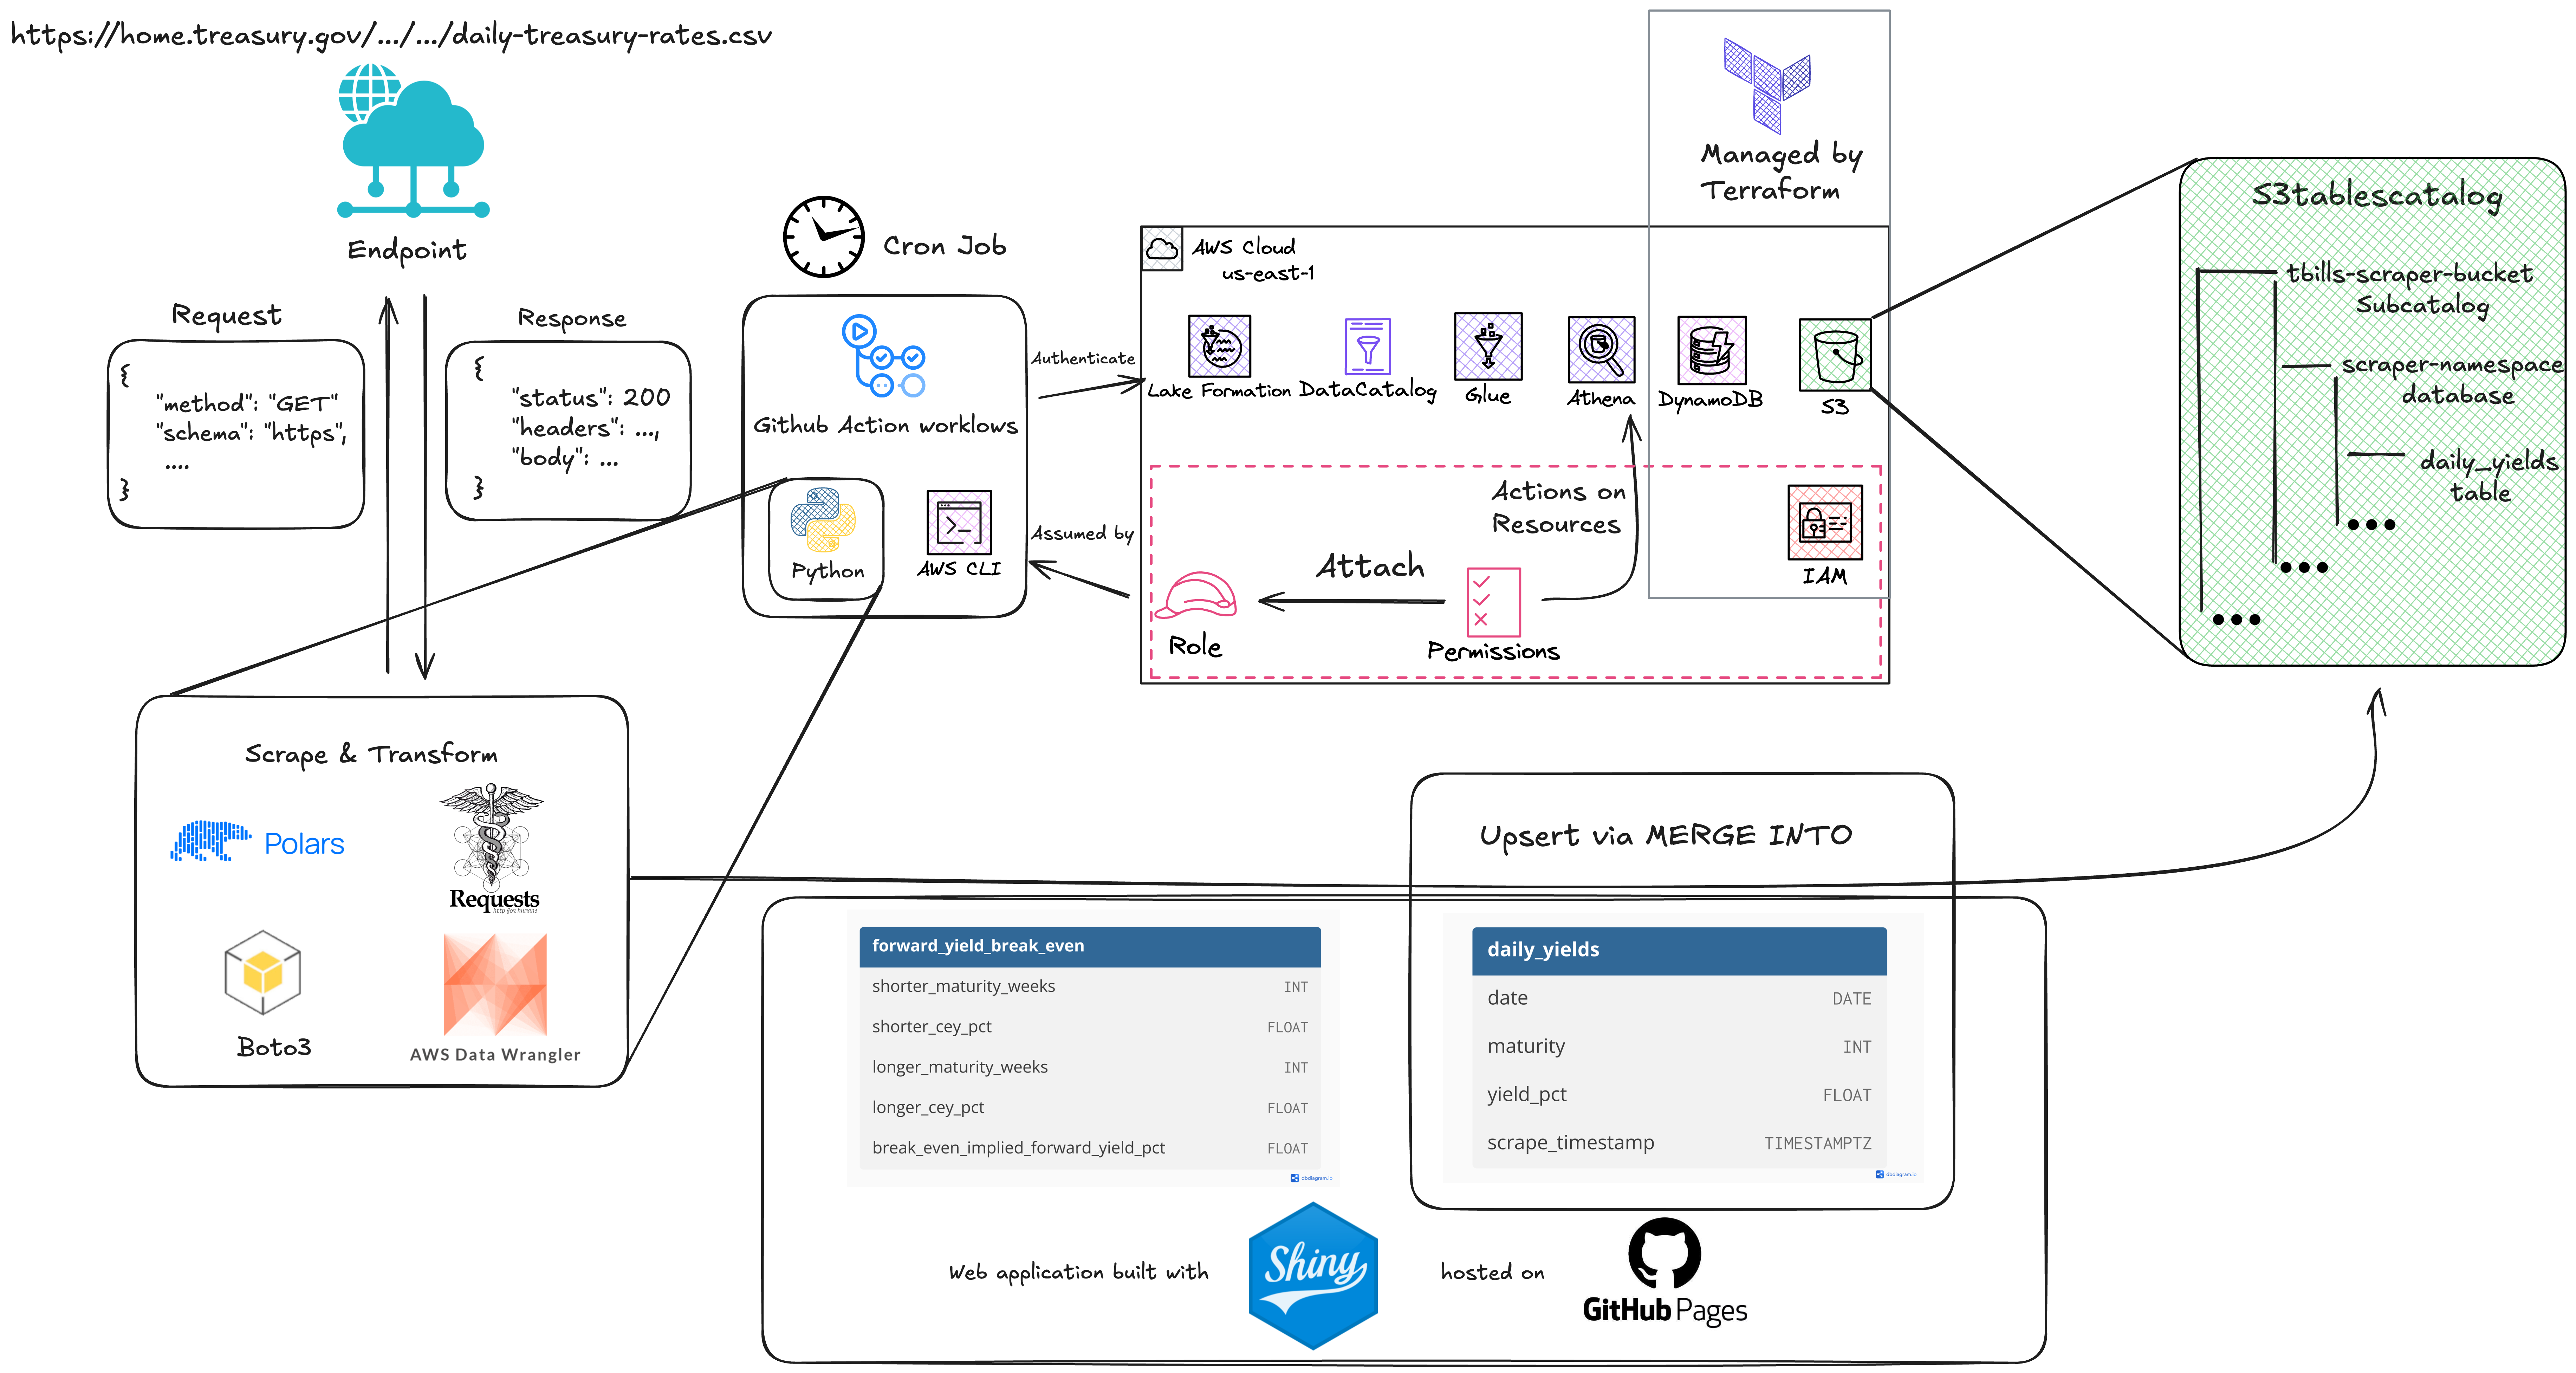 https://home.treasury.gov/.../.../daily-treasury-rates.csv
Endpoint
Request
{
"method": "GET"
"schema": "https",
....
}
Response
{
"status": 200
"headers": ...,
"body": ...
}
Cron Job
Github Action worklows
Python
AWS CLI
Authenticate
Assumed by
Managed by
Terraform
AWS Cloud
us-east-1
Lake Formation
DataCatalog
Glue
Athena
DynamoDB
S3
Actions on
Resources
Attach
IAM
Role
Permissions
S3tablescatalog
tbills-scraper-bucket
Subcatalog
scraper-namespace
database
daily_yields
table
Scrape & Transform
Polars
Requests
http for humans
Boto3
AWS Data Wrangler
Upsert via MERGE INTO
forward_yield_break_even
shorter_maturity_weeks INT
shorter_cey_pct FLOAT
longer_maturity_weeks INT
longer_cey_pct FLOAT
break_even_implied_forward_yield_pct FLOAT
dbdiagram.io
daily_yields
date DATE
maturity INT
yield_pct FLOAT
scrape_timestamp TIMESTAMPTZ
dbdiagram.io
Web application built with
Shiny
hosted on
GitHub Pages